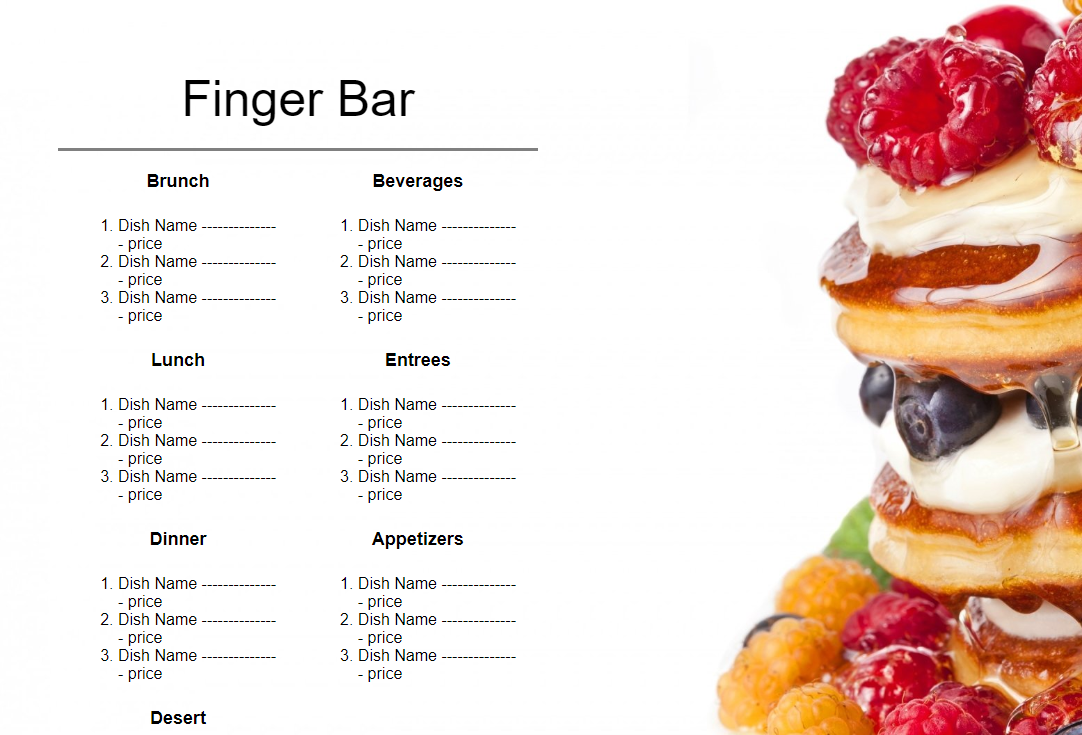 Finger Bar
Brunch
1. Dish Name --------------
- price
2. Dish Name --------------
- price
3. Dish Name --------------
- price
Lunch
1. Dish Name --------------
- price
2. Dish Name --------------
- price
3. Dish Name --------------
- price
Dinner
1. Dish Name --------------
- price
2. Dish Name --------------
- price
3. Dish Name --------------
- price
Desert
Beverages
1. Dish Name --------------
- price
2. Dish Name --------------
- price
3. Dish Name --------------
- price
Entrees
1. Dish Name --------------
- price
2. Dish Name --------------
- price
3. Dish Name --------------
- price
Appetizers
1. Dish Name --------------
- price
2. Dish Name --------------
- price
3. Dish Name --------------
- price